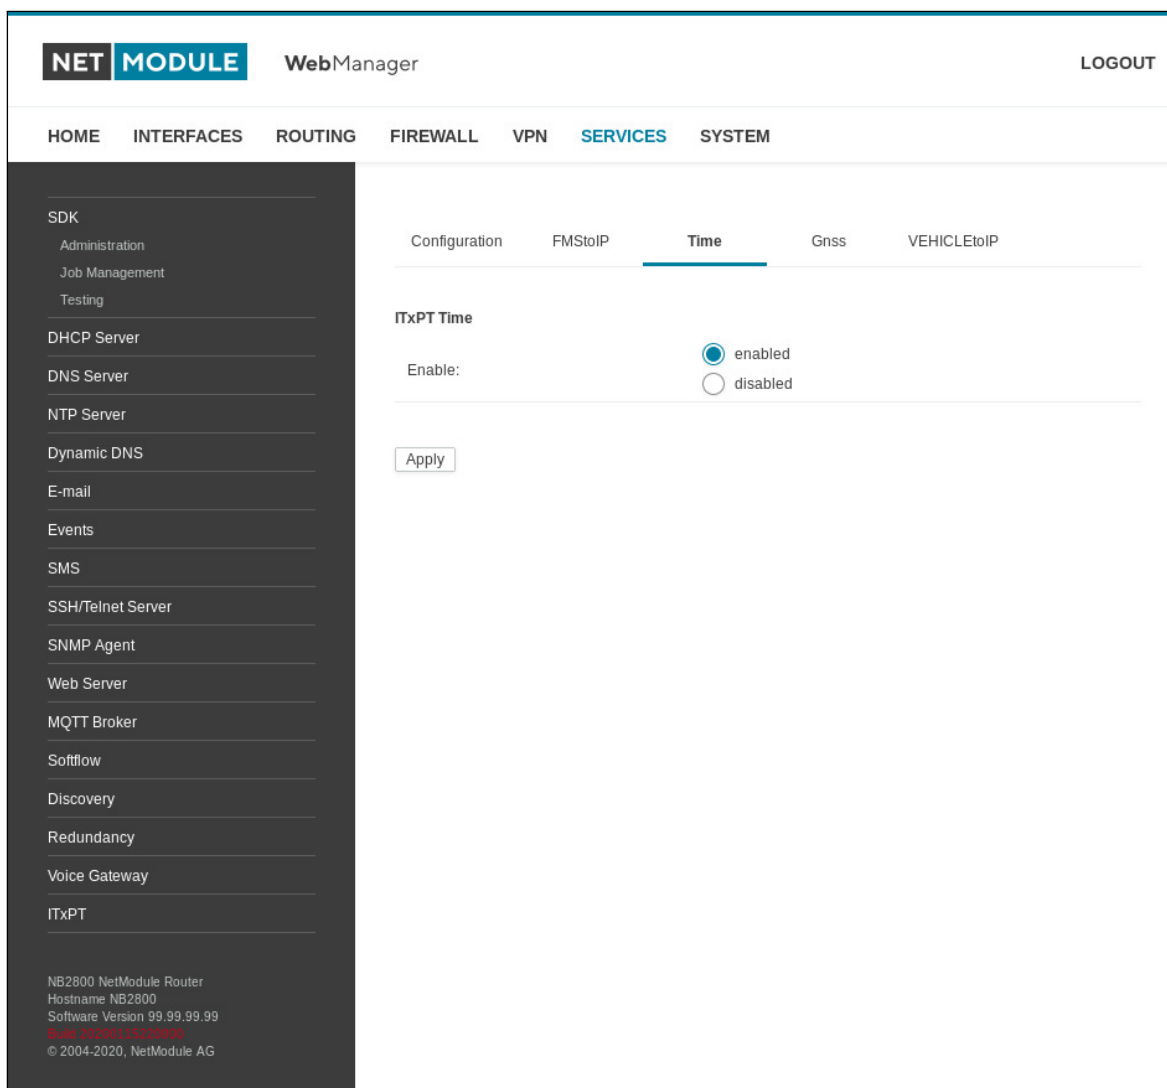 NET MODULE WebManager LOGOUT
HOME INTERFACES ROUTING FIREWALL VPN SERVICES SYSTEM
SDK
Administration
Job Management
Testing
DHCP Server
DNS Server
NTP Server
Dynamic DNS
E-mail
Events
SMS
SSH/Telnet Server
SNMP Agent
Web Server
MQTT Broker
Softflow
Discovery
Redundancy
Voice Gateway
ITxPT
NB2800 NetModule Router
Hostname NB2800
Software Version 99.99.99.99
Build
© 2004-2020, NetModule AG
Configuration FMStoIP Time Gnss VEHICLEtoIP
ITxPT Time
Enable:
enabled
disabled
Apply